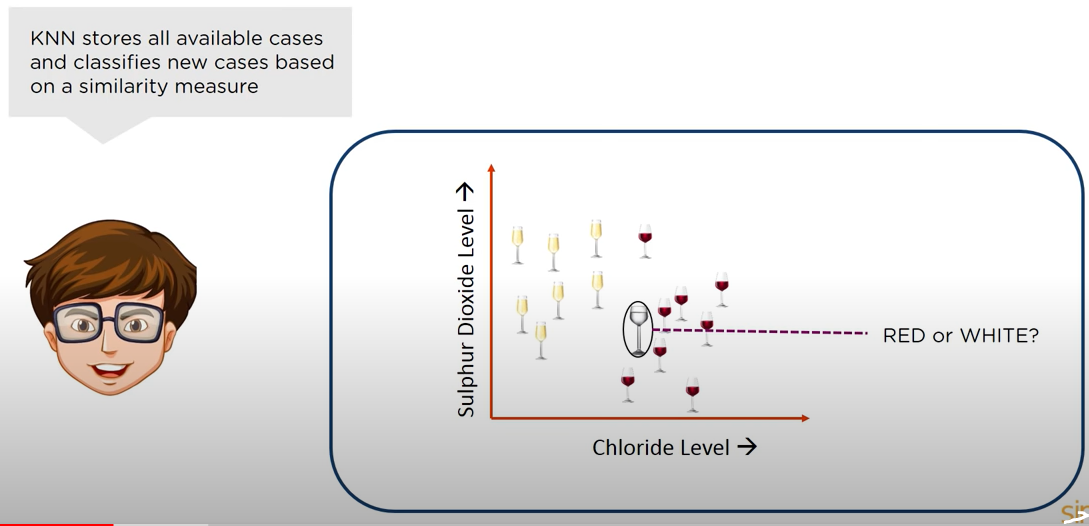 KNN stores all available cases
and classifies new cases based
on a similarity measure
Sulphur Dioxide Level →
RED or WHITE?
Chloride Level →